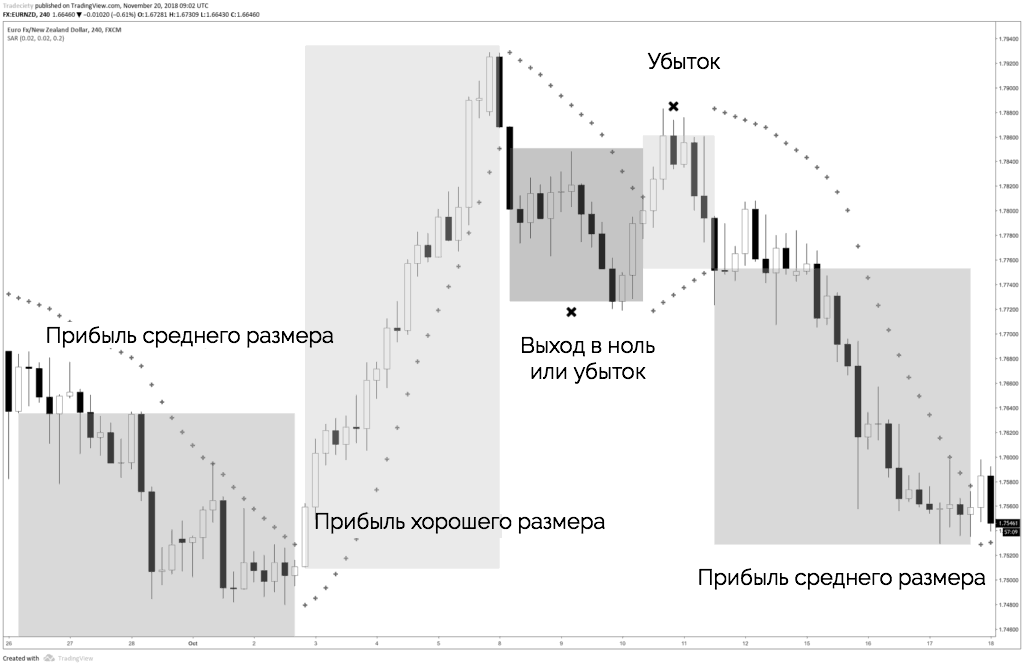 Tradeciety published on TradingView.com, November 20, 2018 09:02 UTC
FX:EURNZD, 240 1.66460 ▼ −0.01020 (−0.61%) O:1.67281 H:1.67309 L:1.66430 C:1.66460
Euro Fx/New Zealand Dollar, 240, FXCM
SAR (0.02, 0.02, 0.2)
Убыток
Прибыль среднего размера
Выход в ноль
или убыток
Прибыль хорошего размера
Прибыль среднего размера
1.79400
1.79200
1.79000
1.78800
1.78600
1.78400
1.78200
1.78000
1.77800
1.77600
1.77400
1.77200
1.77000
1.76800
1.76600
1.76400
1.76200
1.76000
1.75800
1.75600
1.75461
57:09
1.75200
1.75000
1.74800
1.74600
26 27 28 Oct 2 3 4 5 8 9 10 11 12 15 16 17 18
Created with TradingView